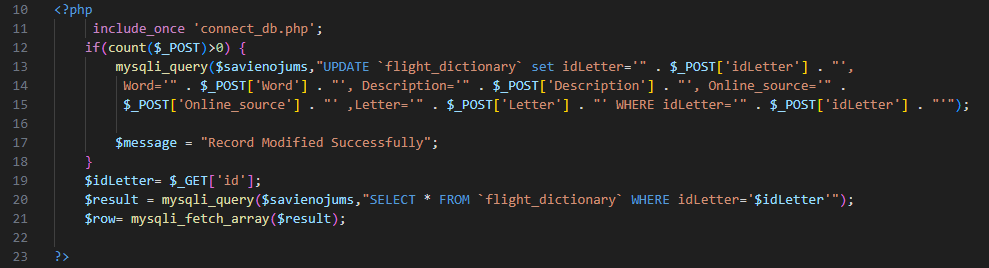 10 <?php
11 include_once 'connect_db.php';
12 if(count($_POST)>0) {
13 mysqli_query($savienojums,"UPDATE `flight_dictionary` set idLetter='" . $_POST['idLetter'] . "',
14 Word='" . $_POST['Word'] . "', Description='" . $_POST['Description'] . "', Online_source='" .
15 $_POST['Online_source'] . "' ,Letter='" . $_POST['Letter'] . "' WHERE idLetter='" . $_POST['idLetter'] . "'");
16
17 $message = "Record Modified Successfully";
18 }
19 $idLetter= $_GET['id'];
20 $result = mysqli_query($savienojums,"SELECT * FROM `flight_dictionary` WHERE idLetter='$idLetter'");
21 $row= mysqli_fetch_array($result);
22
23 ?>